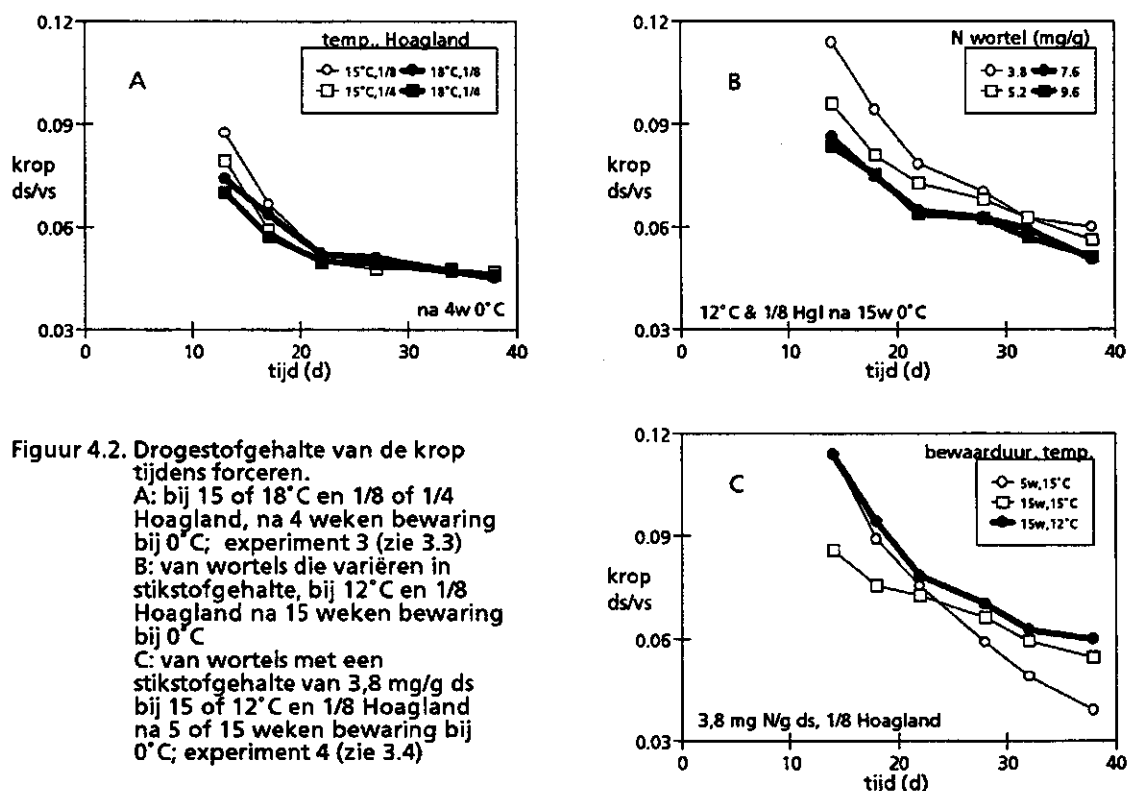 0.12
temp., Hoagland
15°C,1/8 18°C,1/8
15°C,1/4 18°C,1/4
A
0.09
krop
ds/vs
0.06
na 4w 0°C
0.03
0 10 20 30 40
tijd (d)
0.12
N wortel (mg/g)
3.8 7.6
5.2 9.6
B
0.09
krop
ds/vs
0.06
12°C & 1/8 Hgl na 15w 0°C
0.03
0 10 20 30 40
tijd (d)
Figuur 4.2. Drogestofgehalte van de krop
tijdens forceren.
A: bij 15 of 18°C en 1/8 of 1/4
Hoagland, na 4 weken bewaring
bij 0°C; experiment 3 (zie 3.3)
B: van wortels die variëren in
stikstofgehalte, bij 12°C en 1/8
Hoagland na 15 weken bewaring
bij 0°C
C: van wortels met een
stikstofgehalte van 3,8 mg/g ds
bij 15 of 12°C en 1/8 Hoagland
na 5 of 15 weken bewaring bij
0°C; experiment 4 (zie 3.4)
0.12
bewaarduur, temp.
5w,15°C
15w,15°C
15w,12°C
C
0.09
krop
ds/vs
0.06
3,8 mg N/g ds, 1/8 Hoagland
0.03
0 10 20 30 40
tijd (d)